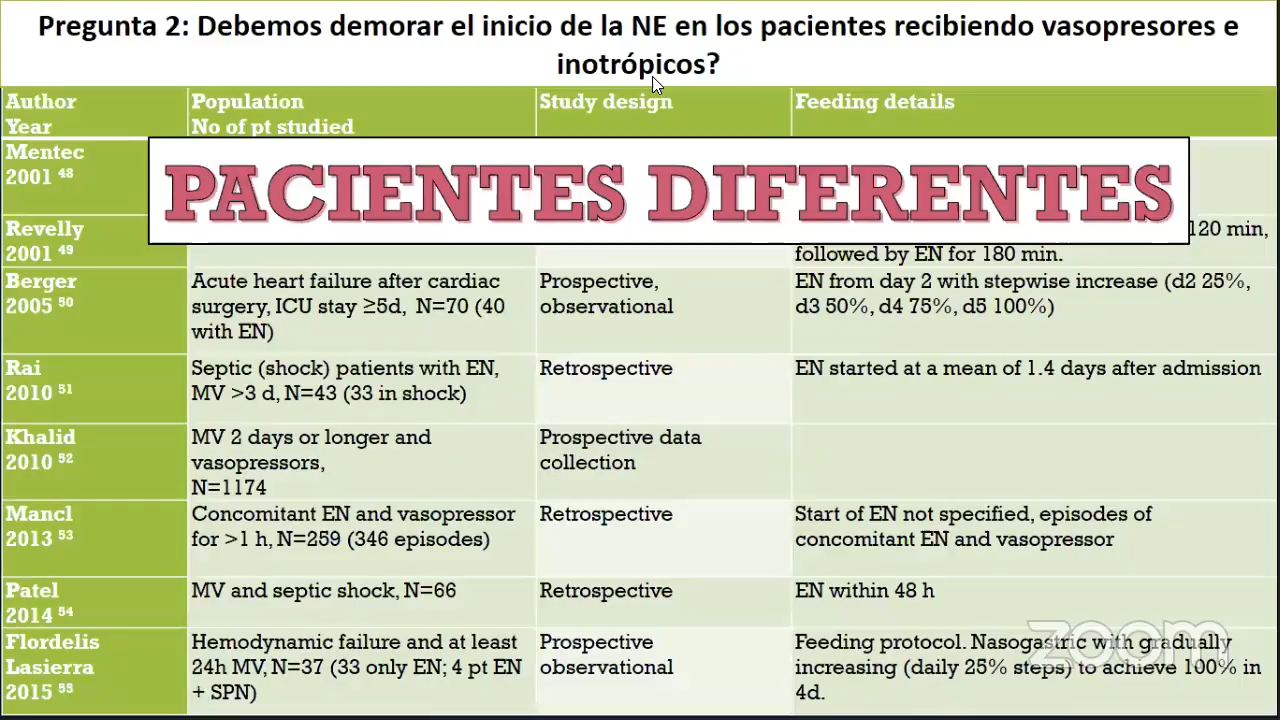 Pregunta 2: Debemos demorar el inicio de la NE en los pacientes recibiendo vasopresores e
inotrópicos?
Author
Year
Population
No of pt studied
Study design
Feeding details
Mentec
2001 48
PACIENTES DIFERENTES
Revelly
2001 49
120 min,
followed by EN for 180 min.
Berger
2005 50
Acute heart failure after cardiac
surgery, ICU stay ≥5d, N=70 (40
with EN)
Prospective,
observational
EN from day 2 with stepwise increase (d2 25%,
d3 50%, d4 75%, d5 100%)
Rai
2010 51
Septic (shock) patients with EN,
MV >3 d, N=43 (33 in shock)
Retrospective
EN started at a mean of 1.4 days after admission
Khalid
2010 52
MV 2 days or longer and
vasopressors,
N=1174
Prospective data
collection
Mancl
2013 53
Concomitant EN and vasopressor
for >1 h, N=259 (346 episodes)
Retrospective
Start of EN not specified, episodes of
concomitant EN and vasopressor
Patel
2014 54
MV and septic shock, N=66
Retrospective
EN within 48 h
Flordelis
Lasierra
2015 55
Hemodynamic failure and at least
24h MV, N=37 (33 only EN; 4 pt EN
+ SPN)
Prospective
observational
Feeding protocol. Nasogastric with gradually
increasing (daily 25% steps) to achieve 100% in
4d.
zoom